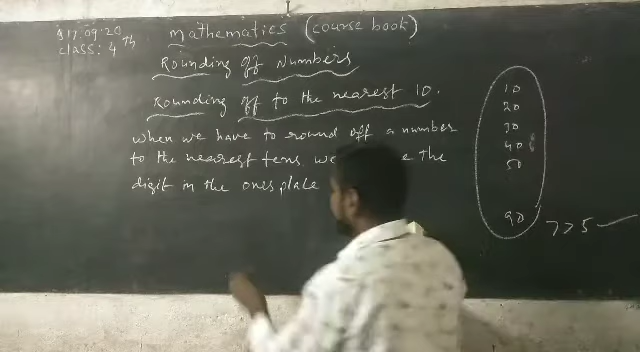 17.09.20
class: 4th
Mathematics (course book)
Rounding off Numbers
Rounding off to the nearest 10.
when we have to round off a number
to the nearest tens, we the
digit in the ones place
10
20
30
40
50
90
7>5